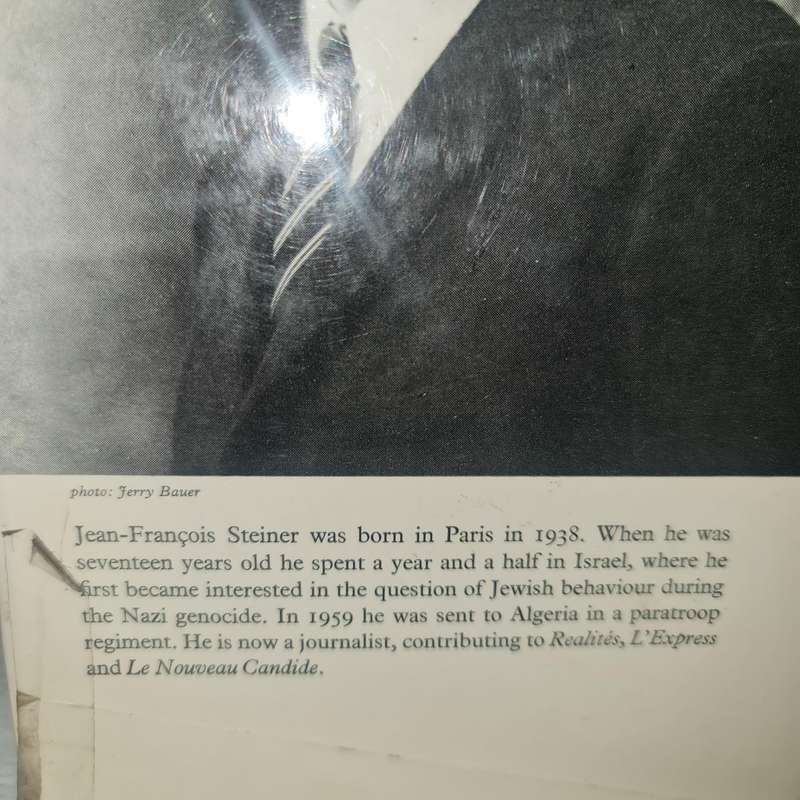 photo: Jerry Bauer
Jean-François Steiner was born in Paris in 1938. When he was
seventeen years old he spent a year and a half in Israel, where he
first became interested in the question of Jewish behaviour during
the Nazi genocide. In 1959 he was sent to Algeria in a paratroop
regiment. He is now a journalist, contributing to Realités, L'Express
and Le Nouveau Candide.